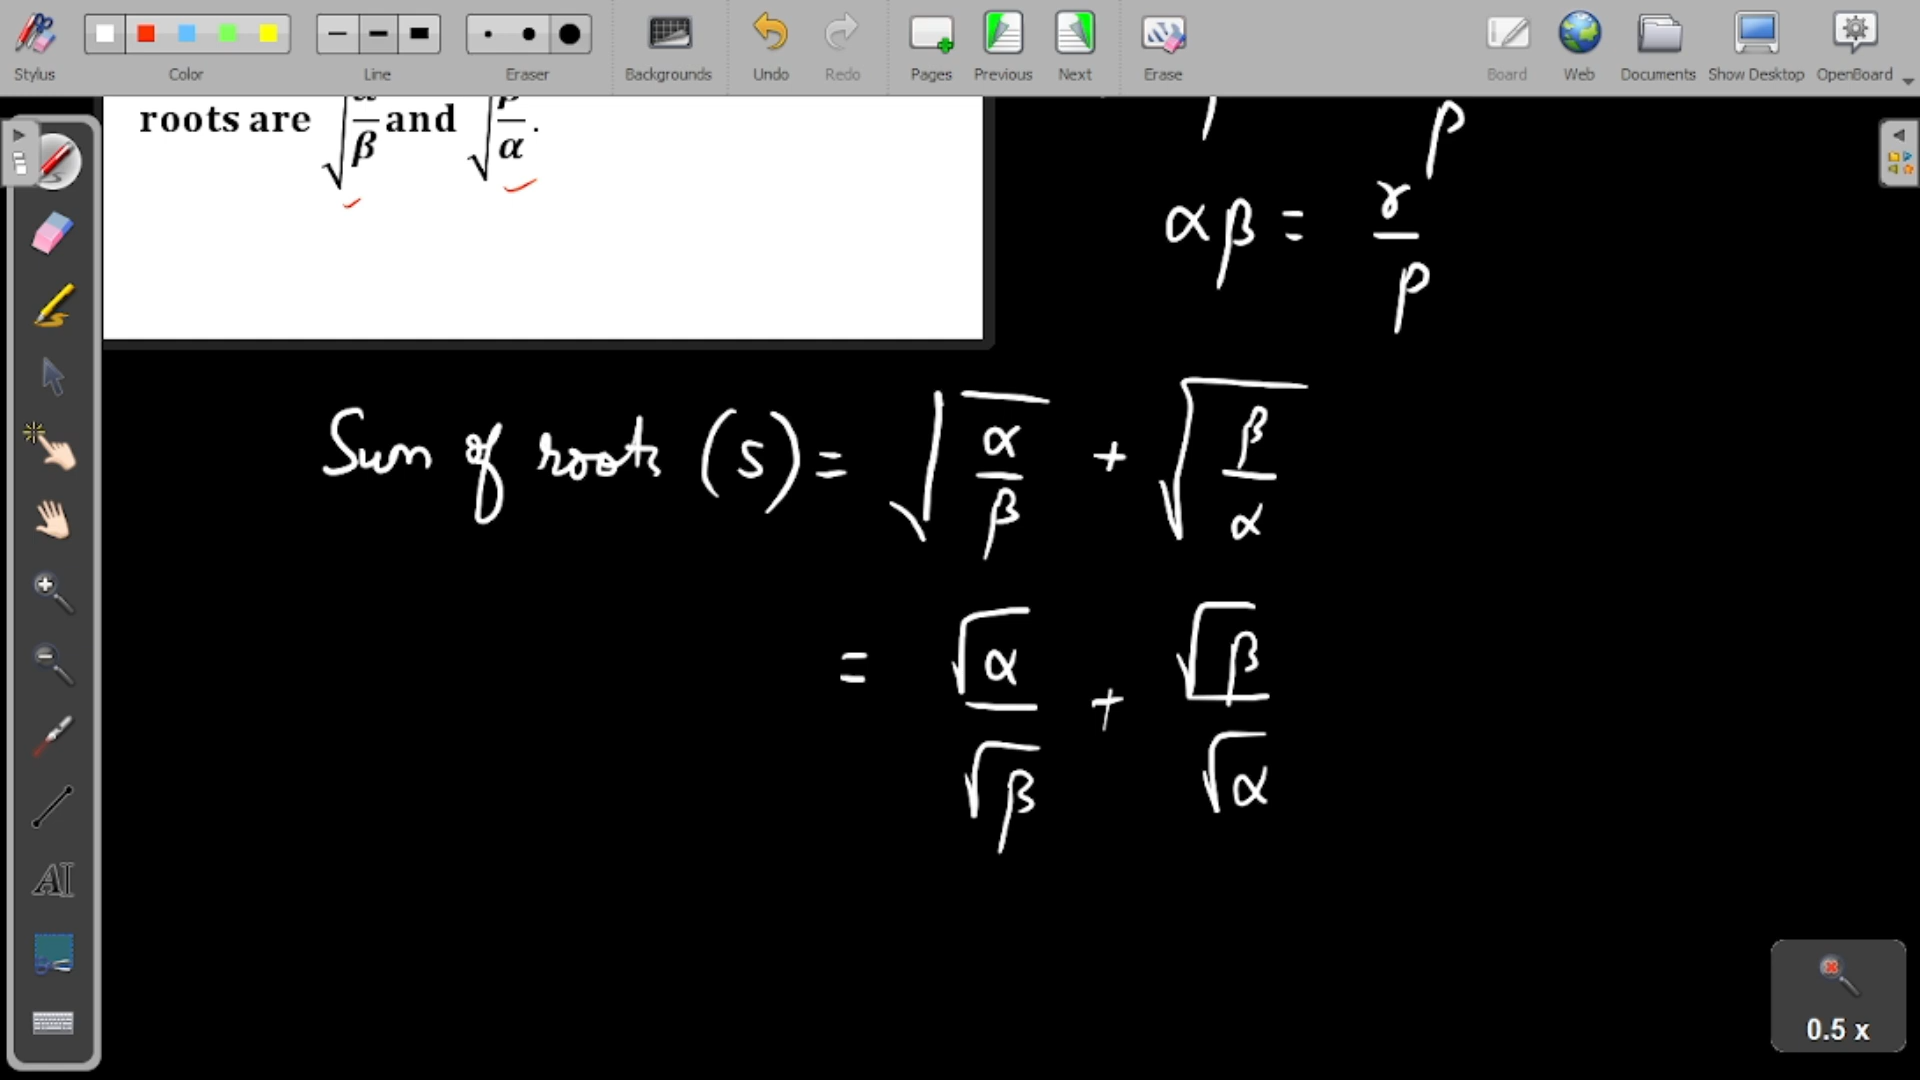 Stylus Color Line Eraser Backgrounds Undo Redo Pages Previous Next Erase Board Web Documents Show Desktop OpenBoard
roots are √α/β and √β/α.
αβ = r/p
Sum of roots (S) = √α/β + √β/α
= √α/√β + √β/√α
0.5 x